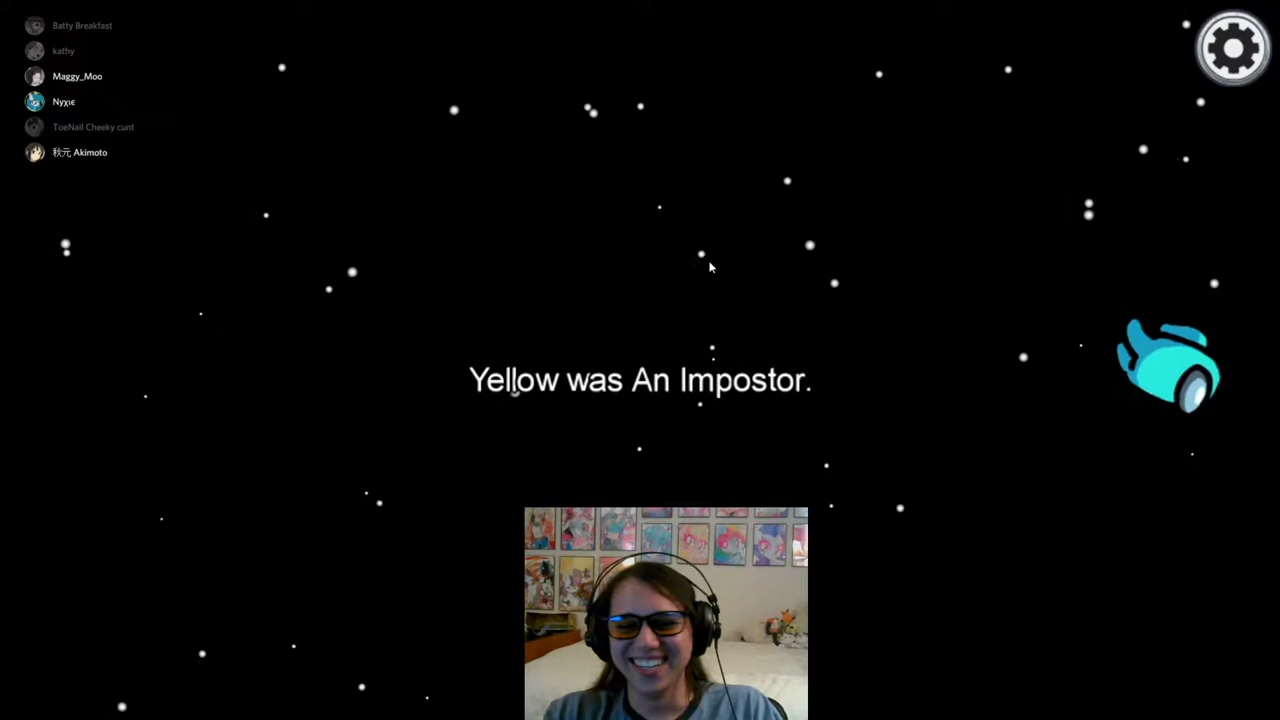 Batty Breakfast
kathy
Maggy_Moo
Nyχιε
ToeNail Cheeky cunt
秋元 Akimoto
Yellow was An Impostor.